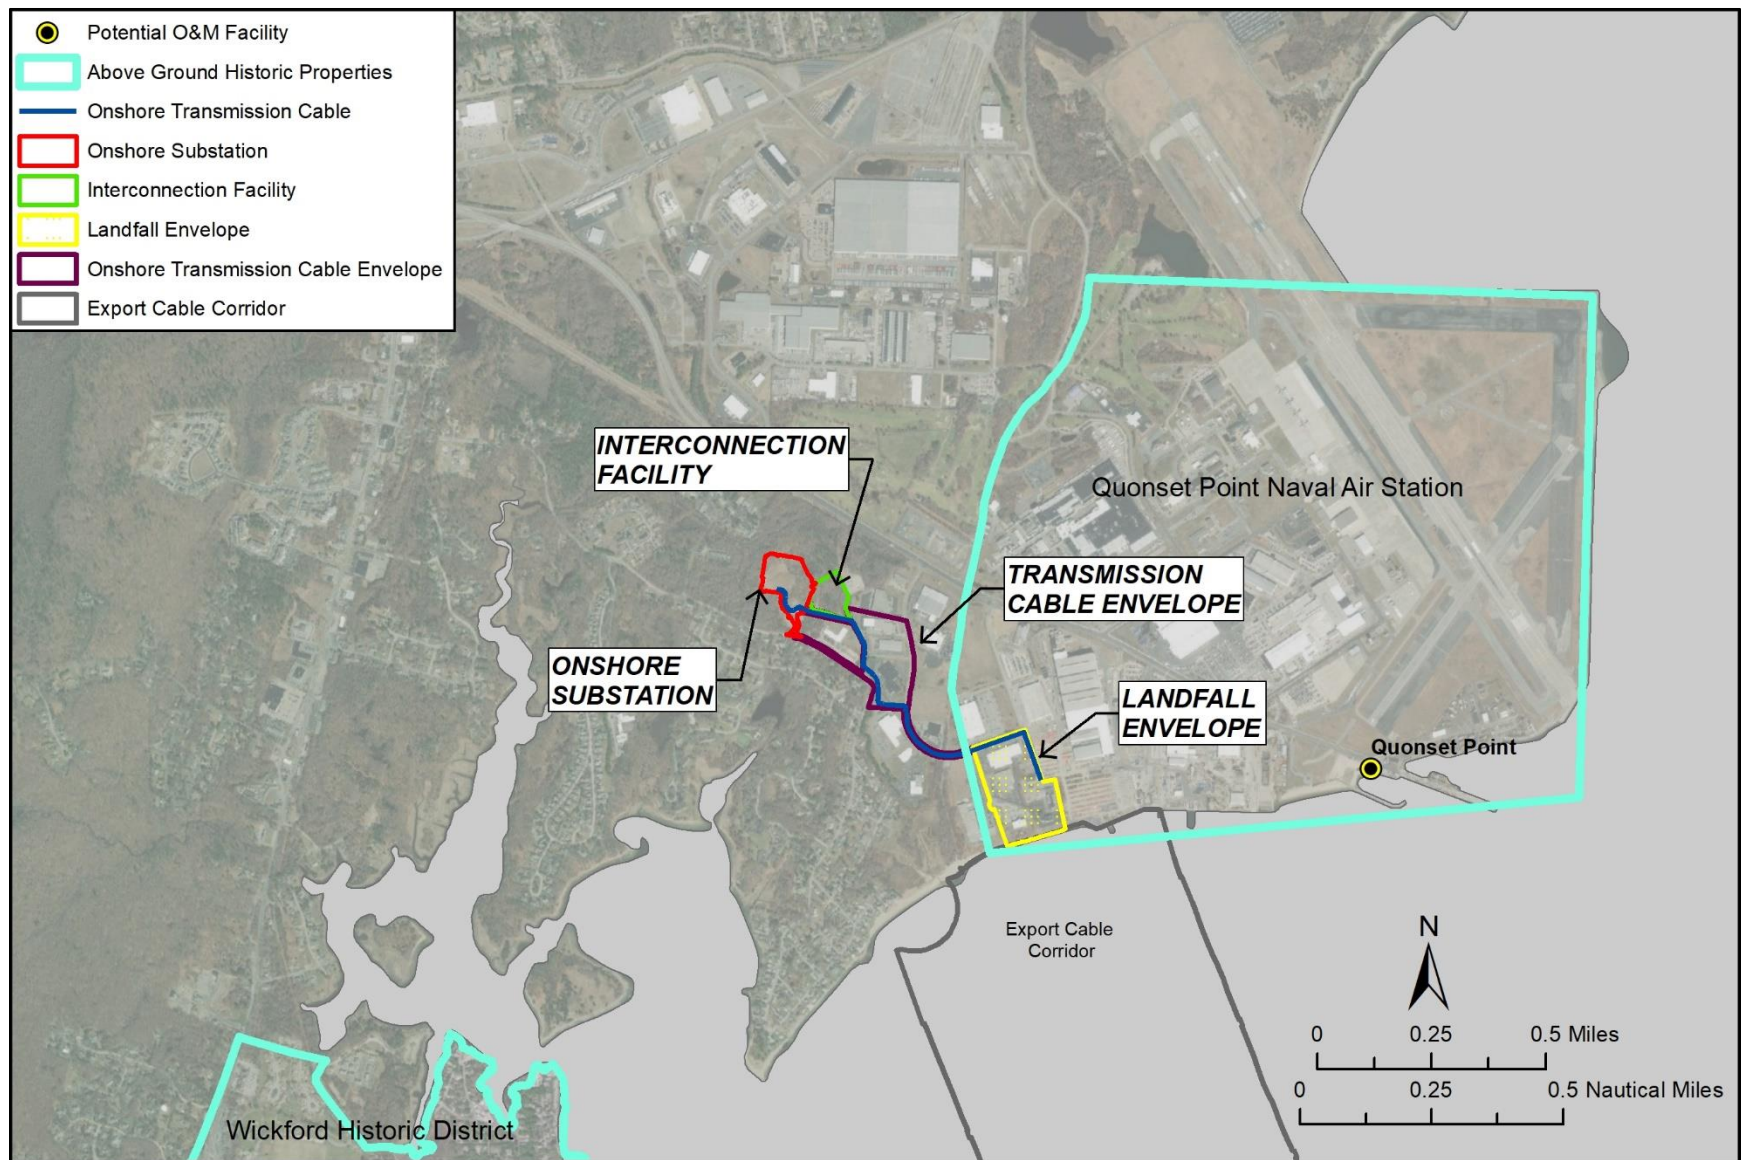 Potential O&M Facility
Above Ground Historic Properties
Onshore Transmission Cable
Onshore Substation
Interconnection Facility
Landfall Envelope
Onshore Transmission Cable Envelope
Export Cable Corridor
INTERCONNECTION
FACILITY
Quonset Point Naval Air Station
TRANSMISSION
CABLE ENVELOPE
ONSHORE
SUBSTATION
LANDFALL
ENVELOPE
Quonset Point
Export Cable
Corridor
N
0 0.25 0.5 Miles
0 0.25 0.5 Nautical Miles
Wickford Historic District